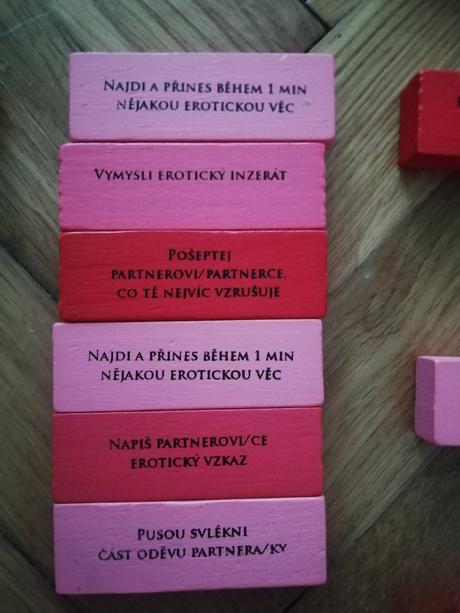 Najdi a přines během 1 min
nějakou erotickou věc
Vymysli erotický inzerát
Pošeptej
partnerovi/partnerce,
co tě nejvíc vzrušuje
Najdi a přines během 1 min
nějakou erotickou věc
Napiš partnerovi/ce
erotický vzkaz
Pusou svlékni
část oděvu partnera/ky